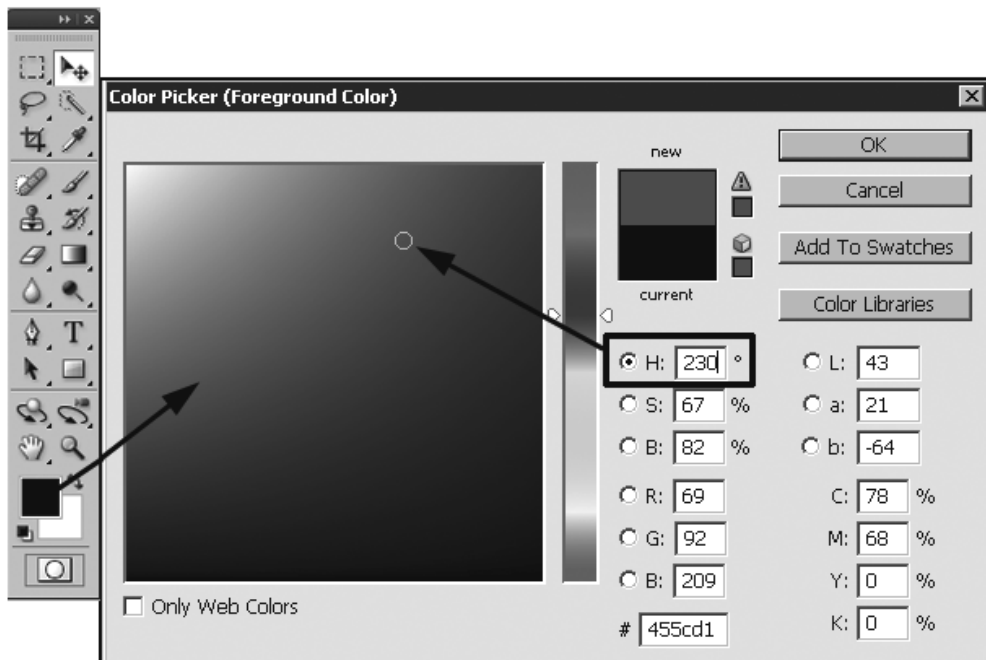 Color Picker (Foreground Color)
new
current
OK
Cancel
Add To Swatches
Color Libraries
H: 230 °
S: 67 %
B: 82 %
R: 69
G: 92
B: 209
# 455cd1
L: 43
a: 21
b: -64
C: 78 %
M: 68 %
Y: 0 %
K: 0 %
Only Web Colors
T